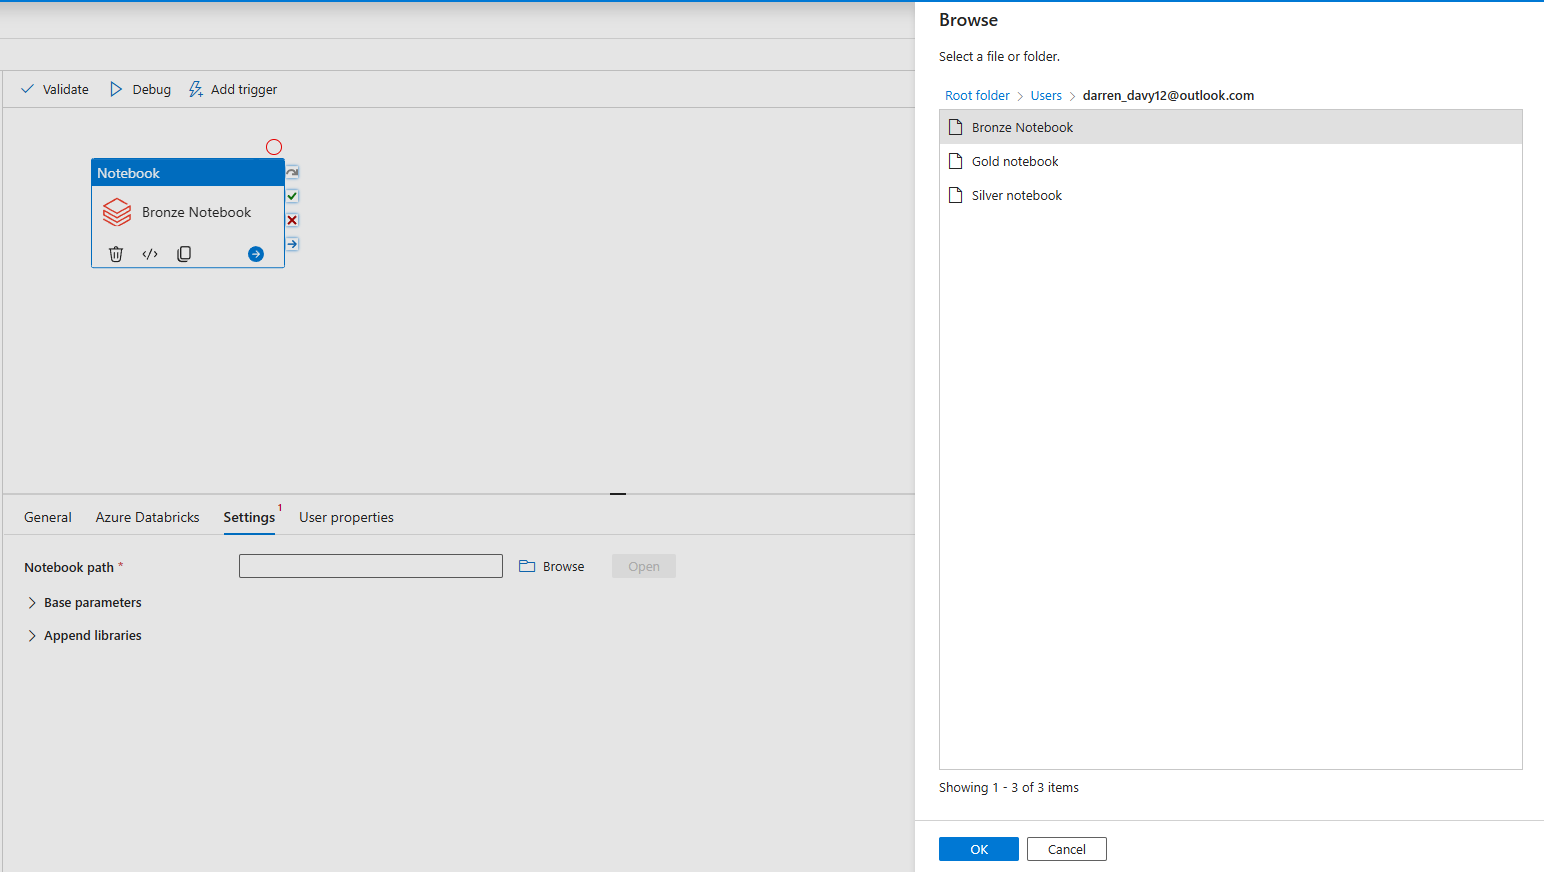 Validate Debug Add trigger
Notebook
Bronze Notebook
General Azure Databricks Settings 1 User properties
Notebook path * Browse Open
Base parameters
Append libraries
Browse
Select a file or folder.
Root folder > Users > darren_davy12@outlook.com
Bronze Notebook
Gold notebook
Silver notebook
Showing 1 - 3 of 3 items
OK Cancel